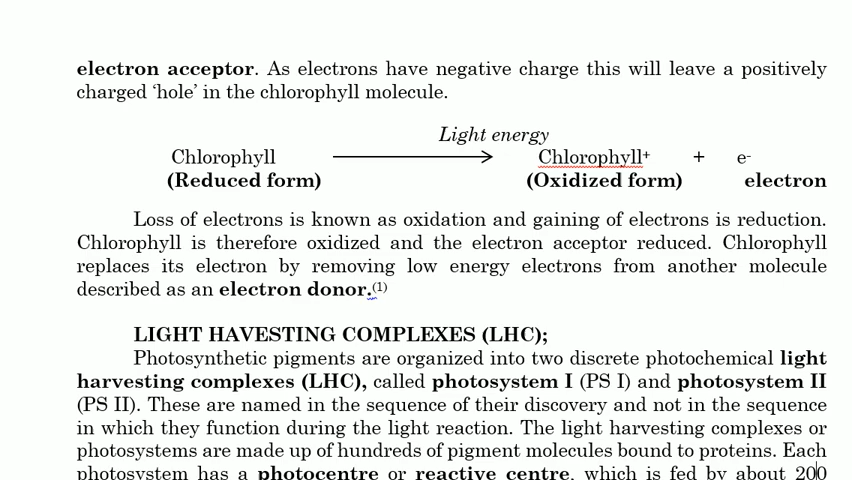 electron acceptor. As electrons have negative charge this will leave a positively
charged ‘hole’ in the chlorophyll molecule.
Light energy
Chlorophyll Chlorophyll⁺ + e⁻
(Reduced form) (Oxidized form) electron
Loss of electrons is known as oxidation and gaining of electrons is reduction.
Chlorophyll is therefore oxidized and the electron acceptor reduced. Chlorophyll
replaces its electron by removing low energy electrons from another molecule
described as an electron donor.⁽¹⁾
LIGHT HAVESTING COMPLEXES (LHC);
Photosynthetic pigments are organized into two discrete photochemical light
harvesting complexes (LHC), called photosystem I (PS I) and photosystem II
(PS II). These are named in the sequence of their discovery and not in the sequence
in which they function during the light reaction. The light harvesting complexes or
photosystems are made up of hundreds of pigment molecules bound to proteins. Each
photosystem has a photocentre or reactive centre, which is fed by about 200